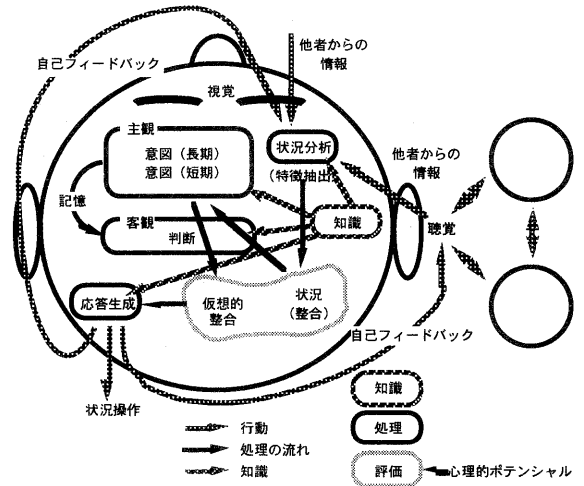 自己フィードバック
他者からの
情報
視覚
主観
意図（長期）
意図（短期）
状況分析
（特徴抽出）
他者からの
情報
記憶
客観
判断
知識
聴覚
応答生成
仮想的
整合
状況
（整合）
自己フィードバック
状況操作
知識
行動
処理
処理の流れ
知識
評価
心理的ポテンシャル